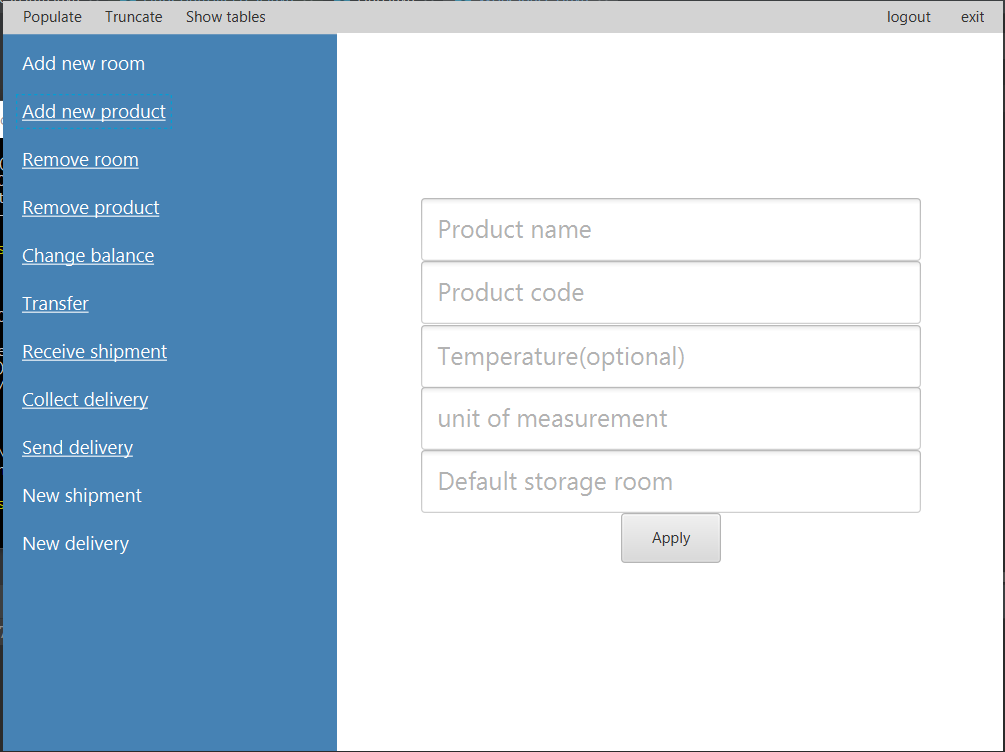 Populate Truncate Show tables logout exit
Add new room
Add new product
Remove room
Remove product
Change balance
Transfer
Receive shipment
Collect delivery
Send delivery
New shipment
New delivery
Product name
Product code
Temperature(optional)
unit of measurement
Default storage room
Apply